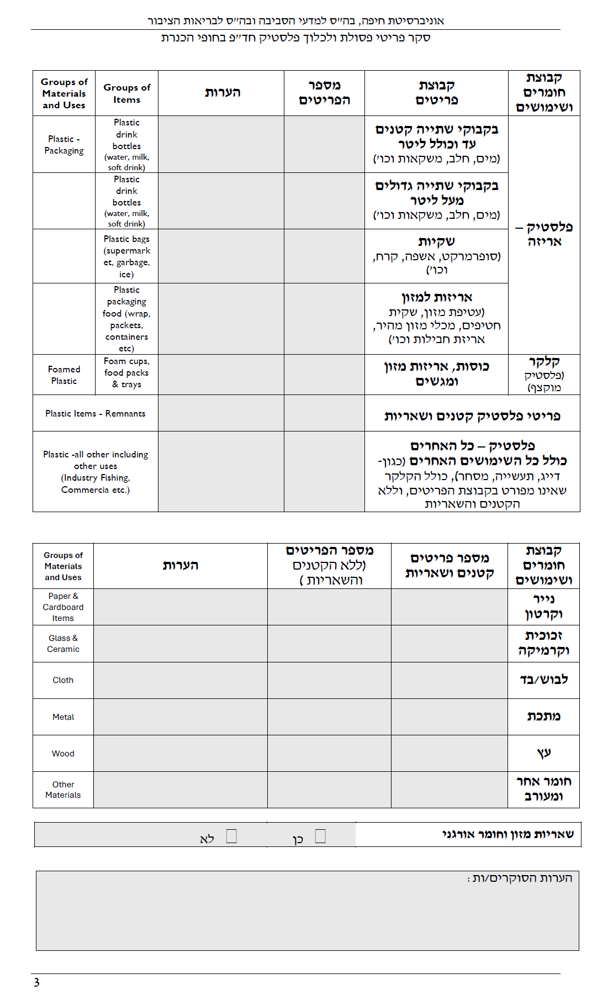 אוניברסיטת חיפה, בה"ס למדעי הסביבה ובה"ס לבריאות הציבור
סקר פריטי פסולת ולכלוך פלסטיק חד"פ בחופי הכנרת
קבוצת
חומרים
ושימושים
קבוצת
פריטים
מספר
הפריטים
הערות
Groups of
Items
Groups of
Materials
and Uses
פלסטיק –
אריזה
בקבוקי שתייה קטנים
עד וכולל ליטר
(מים, חלב, משקאות וכו')
Plastic
drink
bottles
(water, milk,
soft drink)
Plastic -
Packaging
בקבוקי שתייה גדולים
מעל ליטר
(מים, חלב, משקאות וכו')
Plastic
drink
bottles
(water, milk,
soft drink)
שקיות
(סופרמרקט, אשפה, קרח,
וכו')
Plastic bags
(supermark
et, garbage,
ice)
אריזות למזון
(עטיפת מזון, שקית
חטיפים, מכלי מזון מהיר,
אריזת חבילות וכו')
Plastic
packaging
food (wrap,
packets,
containers
etc)
קלקר
(פלסטיק
מוקצף)
כוסות, אריזות מזון
ומגשים
Foam cups,
food packs
& trays
Foamed
Plastic
פריטי פלסטיק קטנים ושאריות
Plastic Items - Remnants
פלסטיק – כל האחרים
כולל כל השימושים האחרים (כגון-
דייג, תעשייה, מסחר), כולל הקלקר
שאינו מפורט בקבוצת הפריטים, וללא
הקטנים והשאריות
Plastic -all other including
other uses
(Industry Fishing,
Commercia etc.)
קבוצת
חומרים
ושימושים
מספר פריטים
קטנים ושאריות
מספר הפריטים
(ללא הקטנים
והשאריות )
הערות
Groups of
Materials
and Uses
נייר
וקרטון
Paper &
Cardboard
Items
זכוכית
וקרמיקה
Glass &
Ceramic
לבוש/בד
Cloth
מתכת
Metal
עץ
Wood
חומר אחר
ומעורב
Other
Materials
שאריות מזון וחומר אורגני
כן
לא
הערות הסוקרים/ות :
3